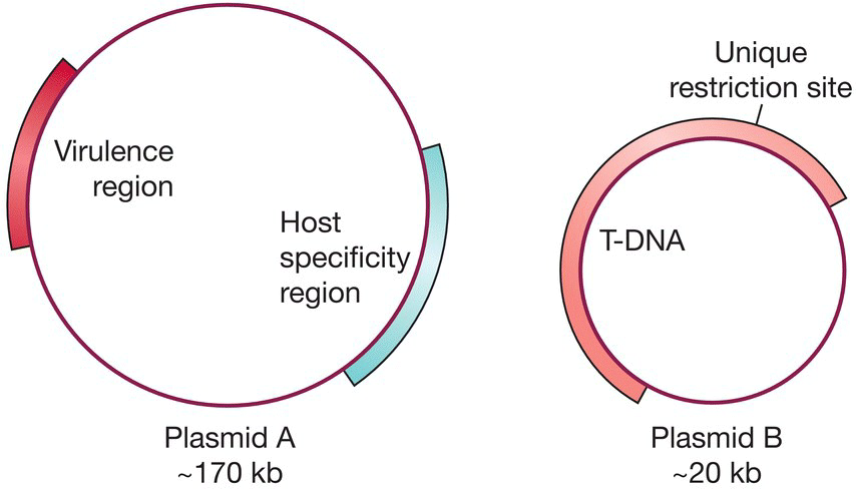 Virulence
region
Host
specificity
region
Plasmid A
~170 kb
Unique
restriction site
T-DNA
Plasmid B
~20 kb